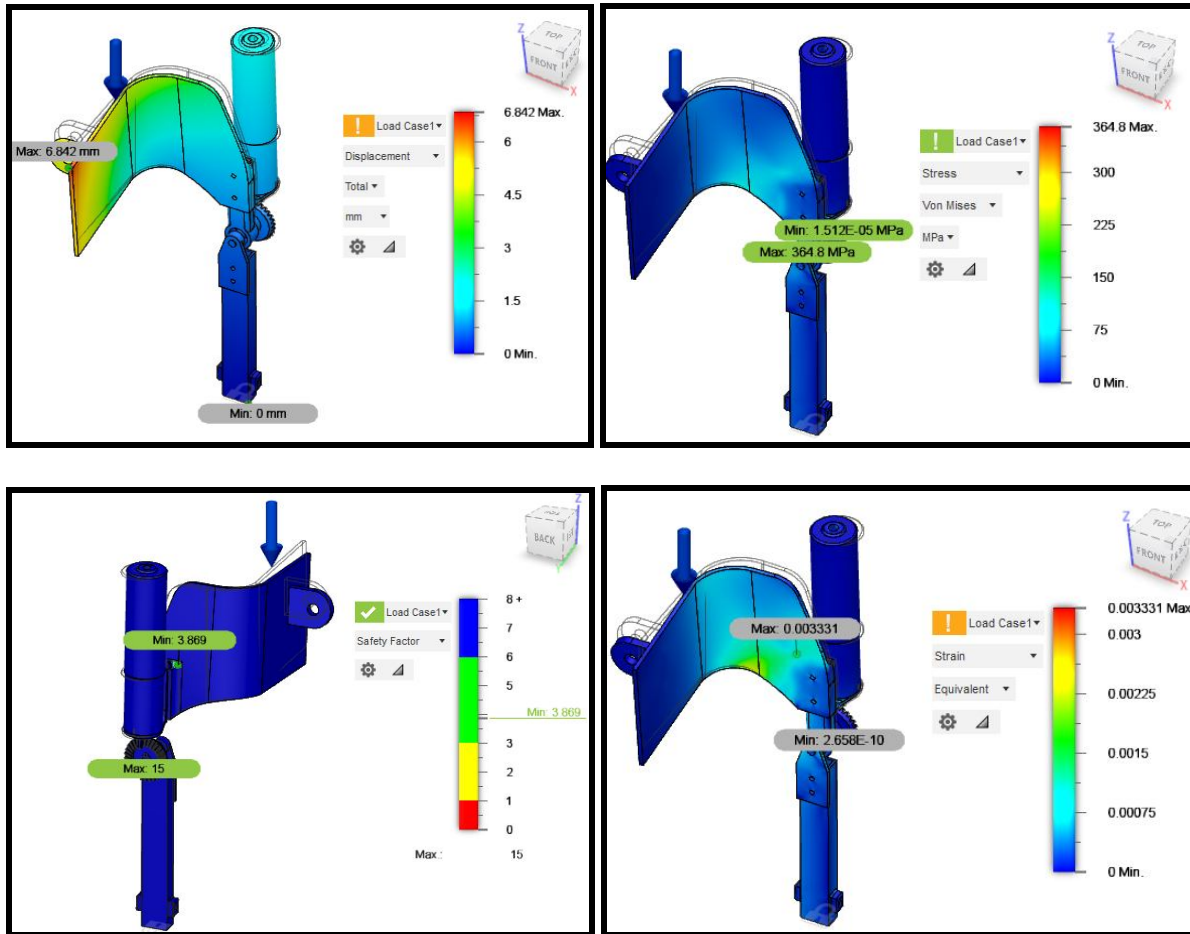 Z
TOP
FRONT
X
Load Case1
Displacement
Total
mm
6.842 Max.
6
4.5
3
1.5
0 Min.
Max: 6.842 mm
Min: 0 mm
Z
TOP
FRONT
X
Load Case1
Stress
Von Mises
MPa
364.8 Max.
300
225
150
75
0 Min.
Min: 1.512E-05 MPa
Max: 364.8 MPa
Z
BACK
Y
Load Case1
Safety Factor
8 +
7
6
5
Min: 3.869
3
2
1
0
Max.: 15
Min: 3.869
Max: 15
Z
TOP
FRONT
X
Load Case1
Strain
Equivalent
0.003331 Max
0.003
0.00225
0.0015
0.00075
0 Min.
Max: 0.003331
Min: 2.658E-10